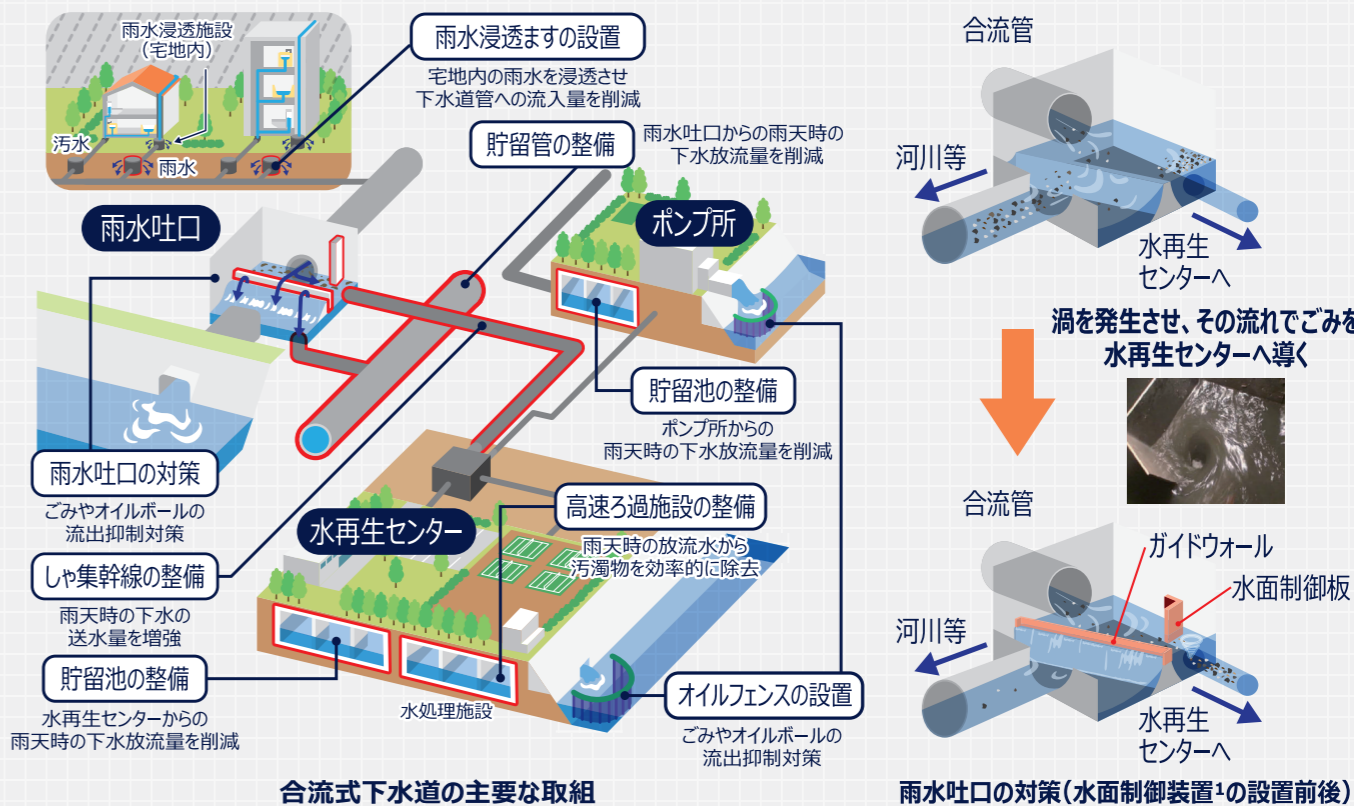 雨水浸透施設
（宅地内）
汚水
雨水
雨水浸透ますの設置
宅地内の雨水を浸透させ
下水道管への流入量を削減
貯留管の整備
雨水吐口からの雨天時の
下水放流量を削減
雨水吐口
ポンプ所
貯留池の整備
ポンプ所からの
雨天時の下水放流量を削減
雨水吐口の対策
ごみやオイルボールの
流出抑制対策
しゃ集幹線の整備
雨天時の下水の
送水量を増強
貯留池の整備
水再生センターからの
雨天時の下水放流量を削減
水再生センター
高速ろ過施設の整備
雨天時の放流水から
汚濁物を効率的に除去
水処理施設
オイルフェンスの設置
ごみやオイルボールの
流出抑制対策
合流式下水道の主要な取組
合流管
河川等
水再生
センターへ
渦を発生させ、その流れでごみを
水再生センターへ導く
合流管
ガイドウォール
水面制御板
河川等
水再生
センターへ
雨水吐口の対策（水面制御装置¹の設置前後）